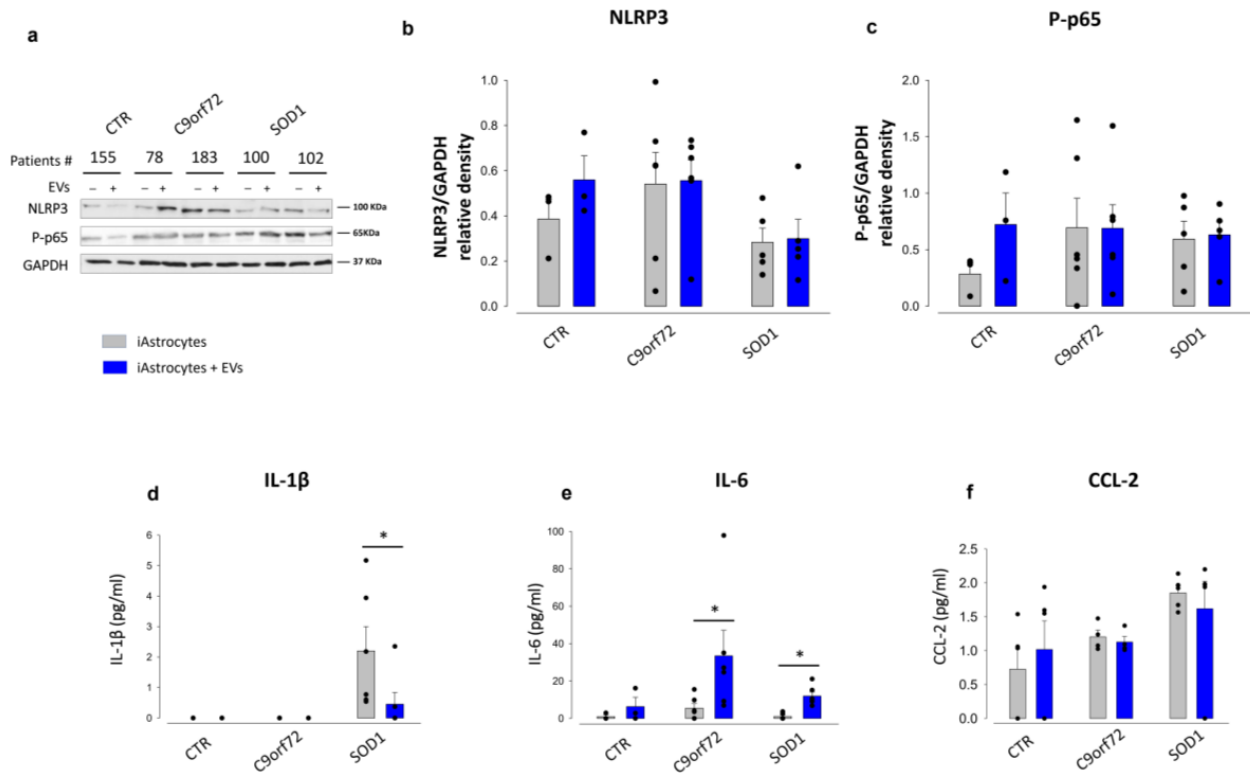 a
CTR C9orf72 SOD1
Patients # 155 78 183 100 102
EVs – + – + – + – + – +
NLRP3 100 KDa
P-p65 65KDa
GAPDH 37 KDa
iAstrocytes
iAstrocytes + EVs
b
NLRP3
NLRP3/GAPDH
relative density
1.0
0.8
0.6
0.4
0.2
0.0
CTR C9orf72 SOD1
c
P-p65
P-p65/GAPDH
relative density
2.0
1.5
1.0
0.5
0.0
CTR C9orf72 SOD1
d
IL-1β
IL-1β (pg/ml)
6
5
4
3
2
1
0
*
CTR C9orf72 SOD1
e
IL-6
IL-6 (pg/ml)
100
80
60
40
20
0
*
*
CTR C9orf72 SOD1
f
CCL-2
CCL-2 (pg/ml)
2.5
2.0
1.5
1.0
0.5
0.0
CTR C9orf72 SOD1